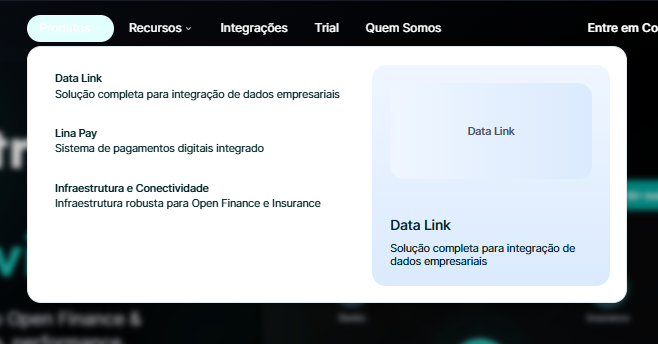 Produtos
Recursos
Integrações
Trial
Quem Somos
Entre em Co
Data Link
Solução completa para integração de dados empresariais
Lina Pay
Sistema de pagamentos digitais integrado
Infraestrutura e Conectividade
Infraestrutura robusta para Open Finance e Insurance
Data Link
Data Link
Solução completa para integração de
dados empresariais
Open Finance &